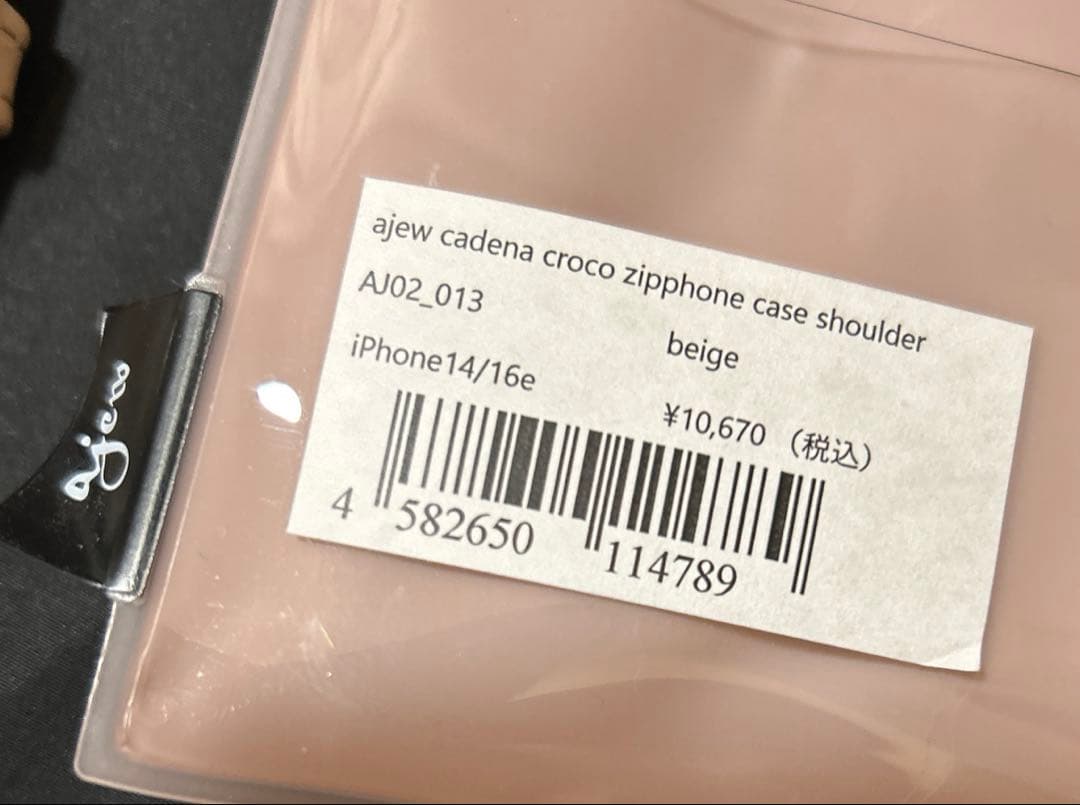 ajew cadena croco zipphone case shoulder
AJ02_013
beige
iPhone14/16e
¥10,670 （税込）
4 582650 114789
ajew